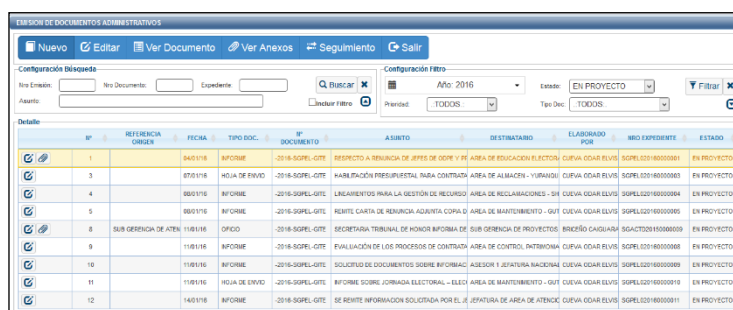 EMISION DE DOCUMENTOS ADMINISTRATIVOS
Nuevo Editar Ver Documento Ver Anexos Seguimiento Salir
Configuración Búsqueda
Nro Emisión: Nro Documento: Expediente: Buscar
Asunto: Incluir Filtro
Configuración Filtro
Año: 2016 Estado: EN PROYECTO Filtrar
Prioridad: .:TODOS:. Tipo Doc: .:TODOS:.
Detalle
Nº REFERENCIA ORIGEN FECHA TIPO DOC. Nº DOCUMENTO ASUNTO DESTINATARIO ELABORADO POR NRO EXPEDIENTE ESTADO
1 04/01/16 INFORME -2016-SGPEL-GITE RESPECTO A RENUNCIA DE JEFES DE ODPE Y AREA DE EDUCACION ELECTORA CUEVA ODAR ELVIS SGPEL020160000001 EN PROYECTO
3 07/01/16 HOJA DE ENVIO -2016-SGPEL-GITE HABILITACIÓN PRESUPUESTAL PARA CONTRATA AREA DE ALMACEN - YUPANQUI CUEVA ODAR ELVIS SGPEL020160000003 EN PROYECTO
4 08/01/16 INFORME -2016-SGPEL-GITE LINEAMIENTOS PARA LA GESTIÓN DE RECURSO AREA DE RECLAMACIONES - SH CUEVA ODAR ELVIS SGPEL020160000004 EN PROYECTO
5 08/01/16 INFORME -2016-SGPEL-GITE REMITE CARTA DE RENUNCIA ADJUNTA COPIA D AREA DE MANTENIMIENTO - GUT CUEVA ODAR ELVIS SGPEL020160000005 EN PROYECTO
8 SUB GERENCIA DE ATEN 11/01/16 OFICIO -2016-SGPEL-GITE SECRETARIA TRIBUNAL DE HONOR INFORMA DE SUB GERENCIA DE PROYECTOS BRICEÑO CAIGUARA SGACTD20150000009 EN PROYECTO
9 11/01/16 INFORME -2016-SGPEL-GITE EVALUACIÓN DE LOS PROCESOS DE CONTRATA AREA DE CONTROL PATRIMONIA CUEVA ODAR ELVIS SGPEL020160000008 EN PROYECTO
10 11/01/16 INFORME -2016-SGPEL-GITE SOLICITUD DE DOCUMENTOS SOBRE INFORMAC ASESOR 1 JEFATURA NACIONAL CUEVA ODAR ELVIS SGPEL020160000009 EN PROYECTO
11 11/01/16 HOJA DE ENVIO -2016-SGPEL-GITE INFORME SOBRE JORNADA ELECTORAL – ELEC AREA DE MANTENIMIENTO - GUT CUEVA ODAR ELVIS SGPEL020160000010 EN PROYECTO
12 14/01/16 INFORME -2016-SGPEL-GITE SE REMITE INFORMACION SOLICITADA POR EL JE JEFATURA DE AREA DE ATENCIO CUEVA ODAR ELVIS SGPEL020160000011 EN PROYECTO